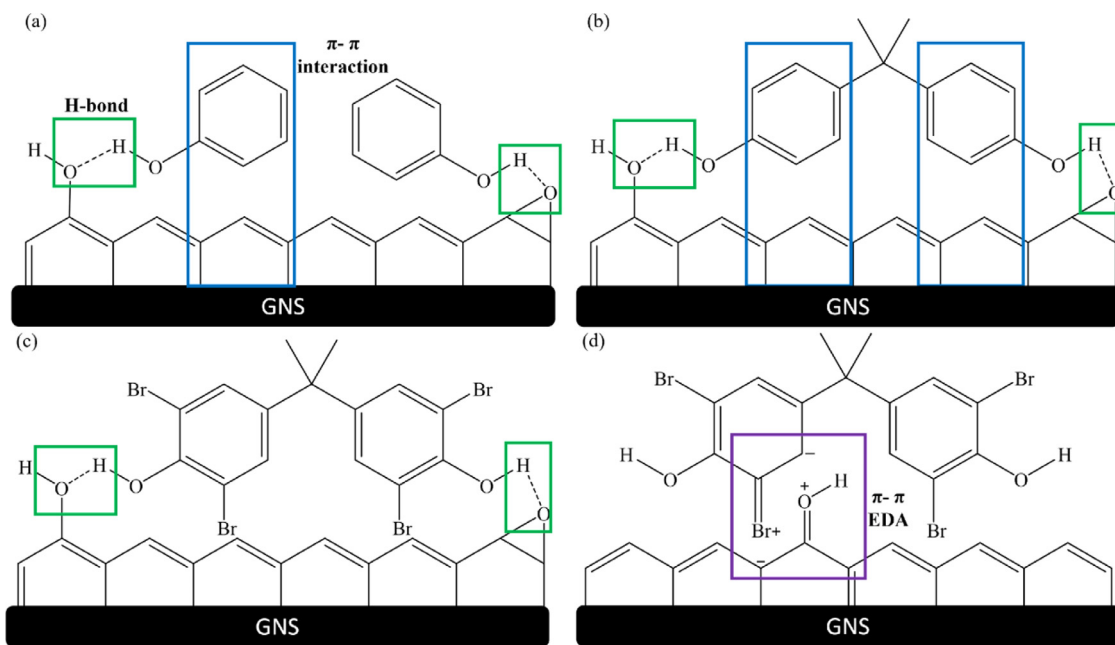 (a)
π- π
interaction
H-bond
H
O
H
O
H
O
O
GNS
(b)
H
O
H
O
H
O
O
GNS
(c)
Br
Br
H
O
H
O
H
O
O
Br
Br
GNS
(d)
Br
Br
H
O
O
H
O
+
H
−
Br+
−
Br
π- π
EDA
GNS